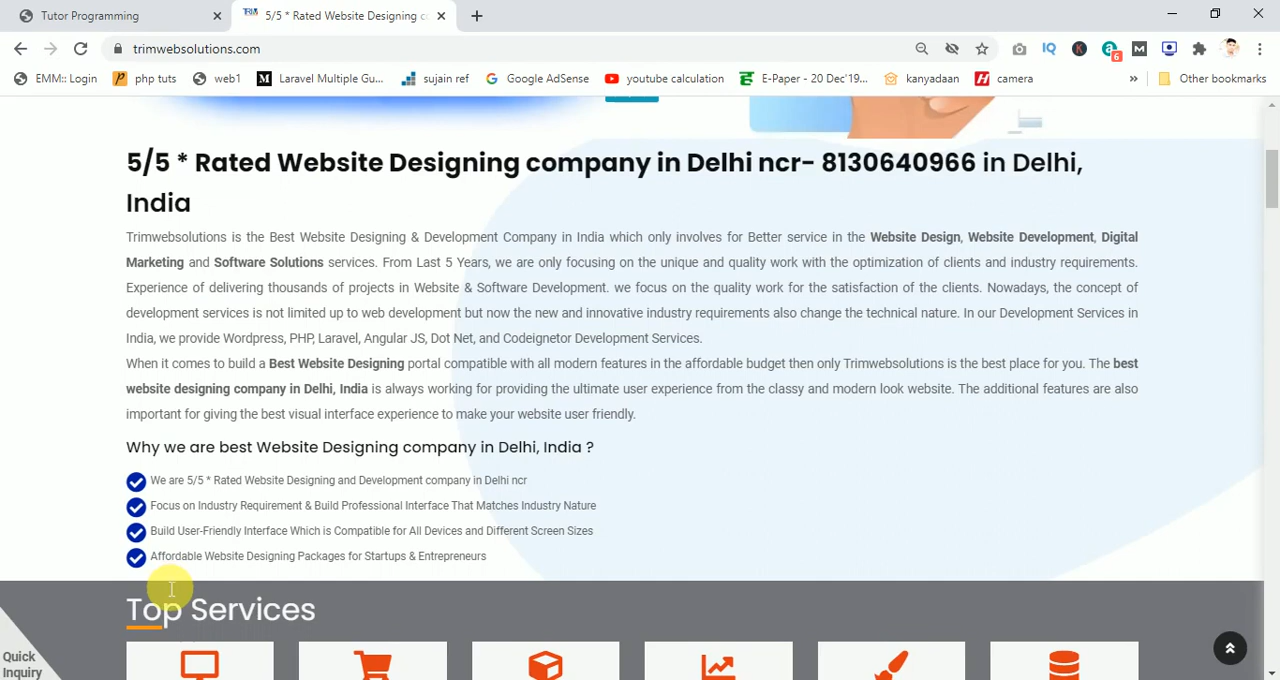 Tutor Programming
5/5 * Rated Website Designing c
trimwebsolutions.com
EMM:: Login
php tuts
web1
Laravel Multiple Gu...
sujain ref
Google AdSense
youtube calculation
E-Paper - 20 Dec'19...
kanyadaan
camera
Other bookmarks
5/5 * Rated Website Designing company in Delhi ncr- 8130640966 in Delhi,
India
Trimwebsolutions is the Best Website Designing & Development Company in India which only involves for Better service in the Website Design, Website Development, Digital
Marketing and Software Solutions services. From Last 5 Years, we are only focusing on the unique and quality work with the optimization of clients and industry requirements.
Experience of delivering thousands of projects in Website & Software Development. we focus on the quality work for the satisfaction of the clients. Nowadays, the concept of
development services is not limited up to web development but now the new and innovative industry requirements also change the technical nature. In our Development Services in
India, we provide Wordpress, PHP, Laravel, Angular JS, Dot Net, and Codeignetor Development Services.
When it comes to build a Best Website Designing portal compatible with all modern features in the affordable budget then only Trimwebsolutions is the best place for you. The best
website designing company in Delhi, India is always working for providing the ultimate user experience from the classy and modern look website. The additional features are also
important for giving the best visual interface experience to make your website user friendly.
Why we are best Website Designing company in Delhi, India ?
We are 5/5 * Rated Website Designing and Development company in Delhi ncr
Focus on Industry Requirement & Build Professional Interface That Matches Industry Nature
Build User-Friendly Interface Which is Compatible for All Devices and Different Screen Sizes
Affordable Website Designing Packages for Startups & Entrepreneurs
Top Services
Quick
Inquiry